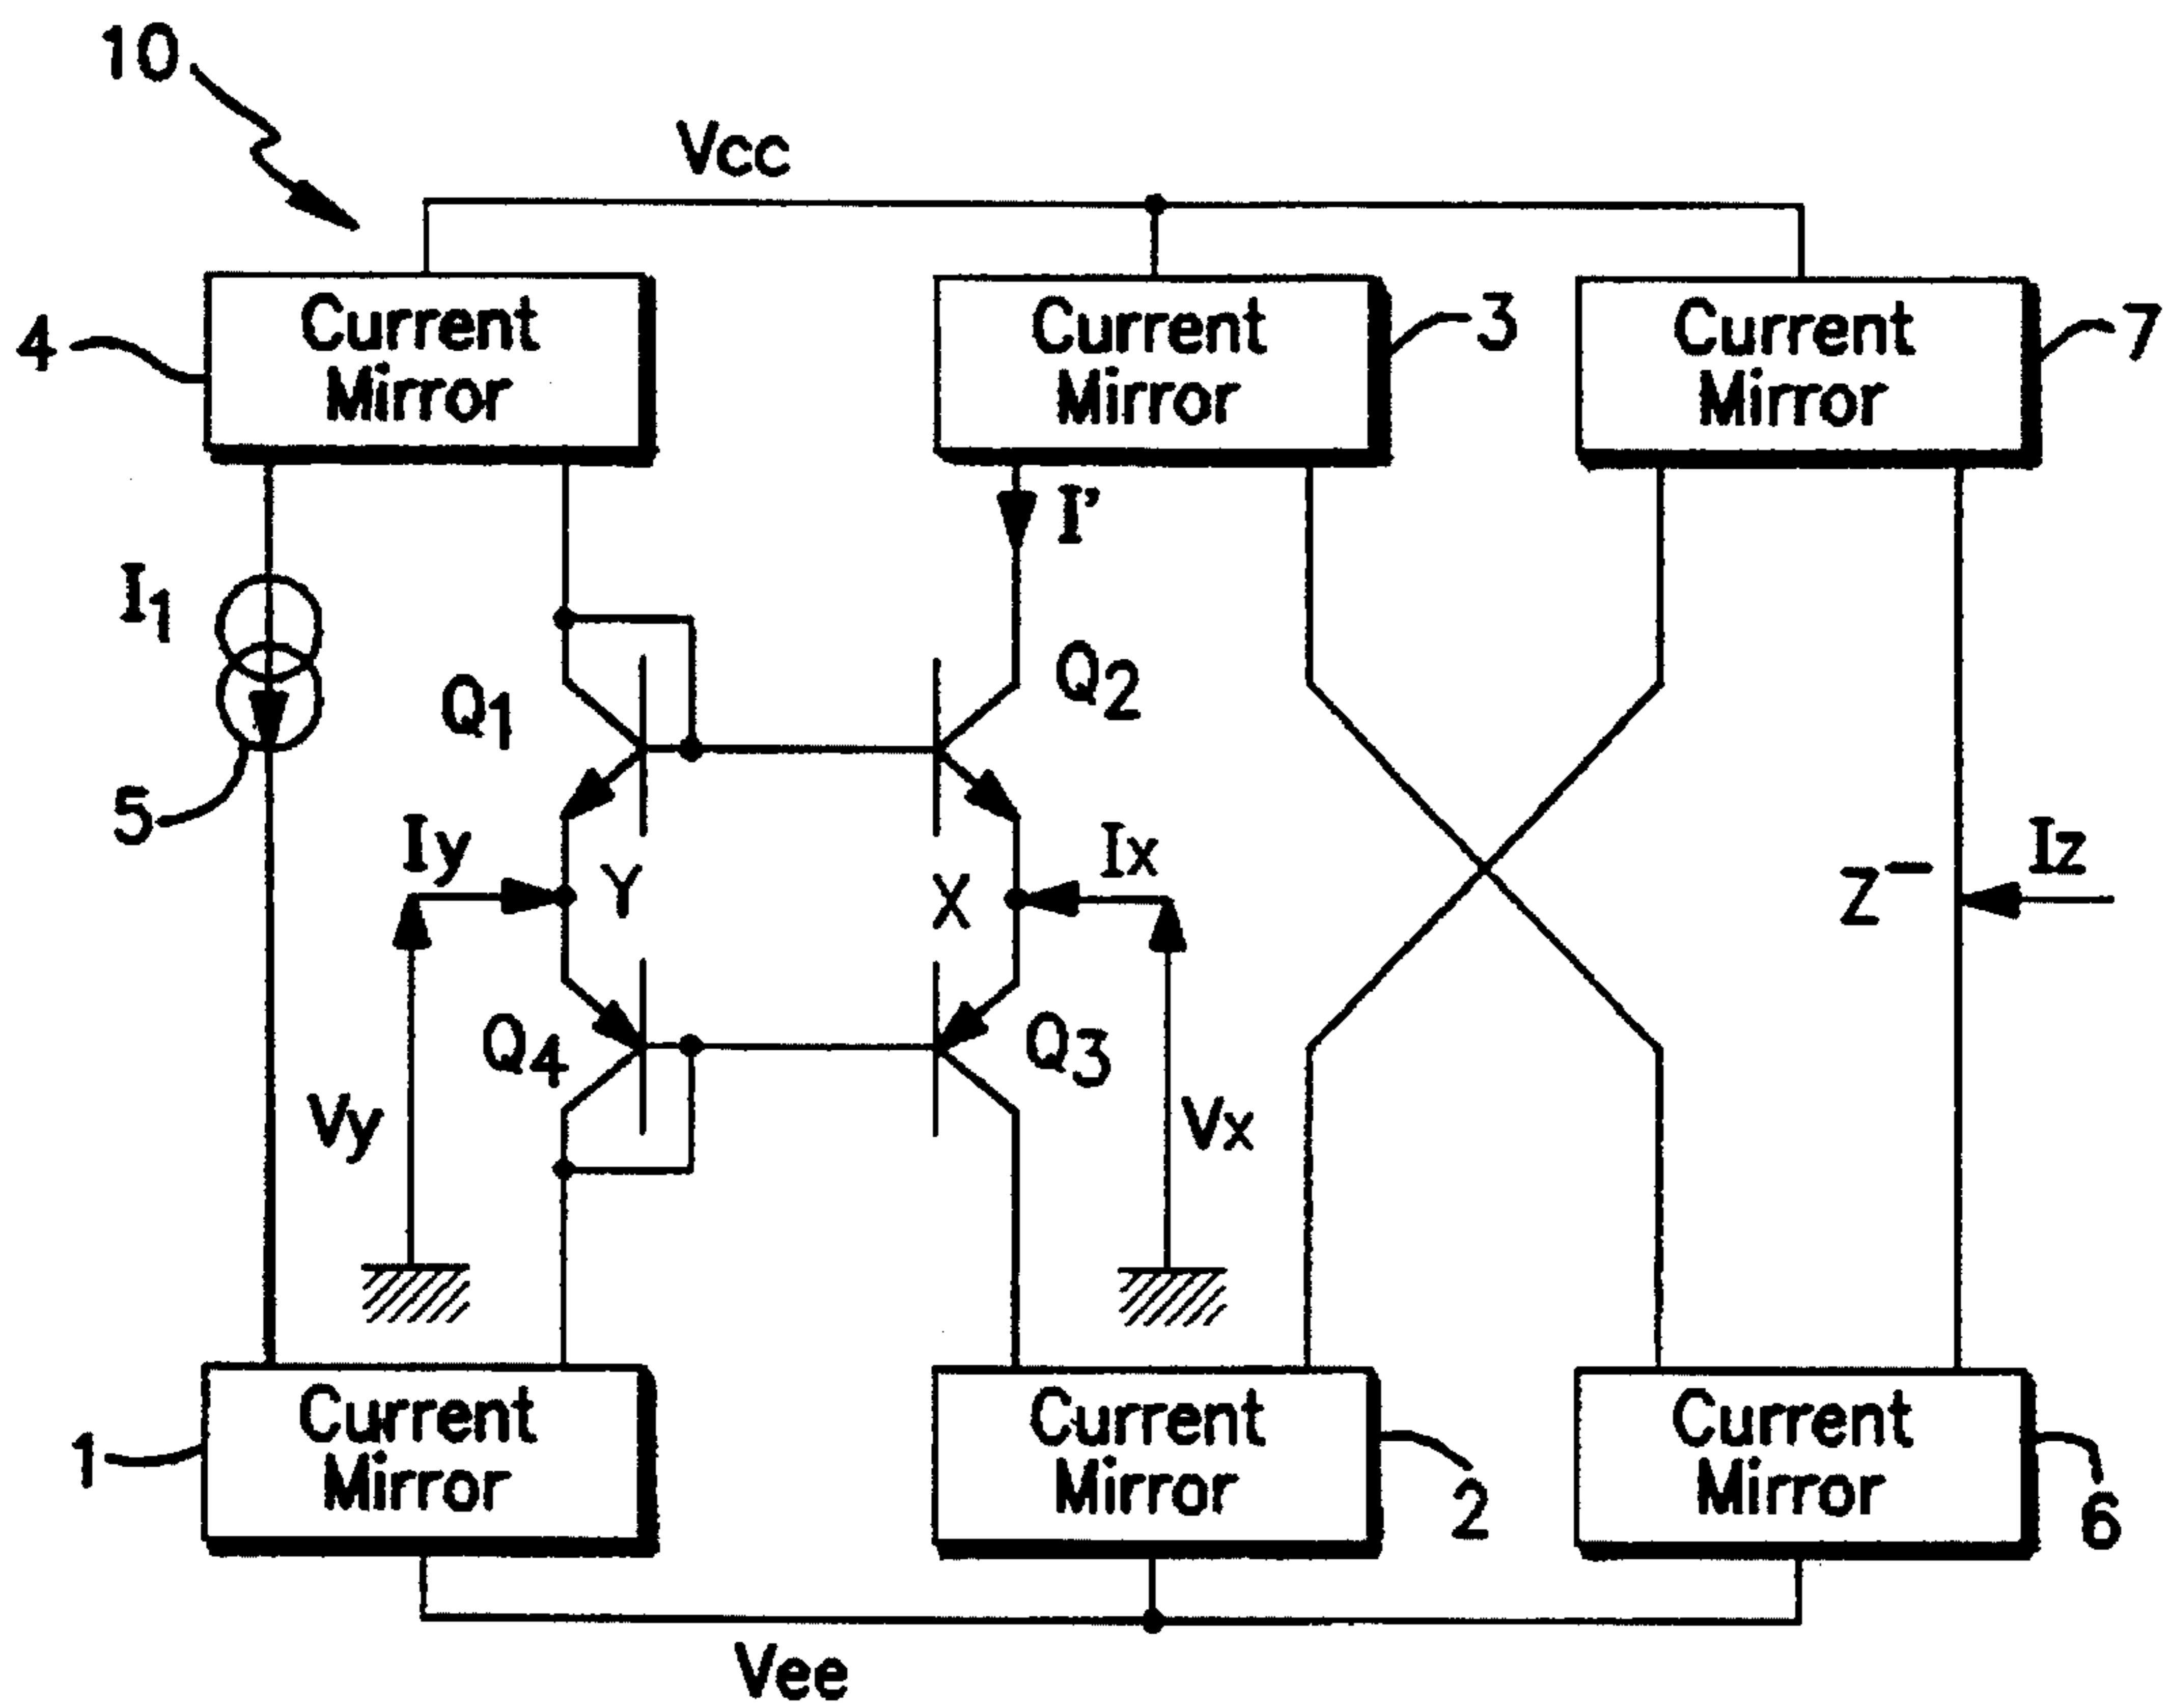 10
Vcc
Current
Mirror
4
Current
Mirror
3
Current
Mirror
7
I'
I1
Q1
Q2
5
Iy
Y
X
Ix
Z-
Iz
Q4
Q3
Vy
Vx
Current
Mirror
1
Current
Mirror
2
Current
Mirror
6
Vee